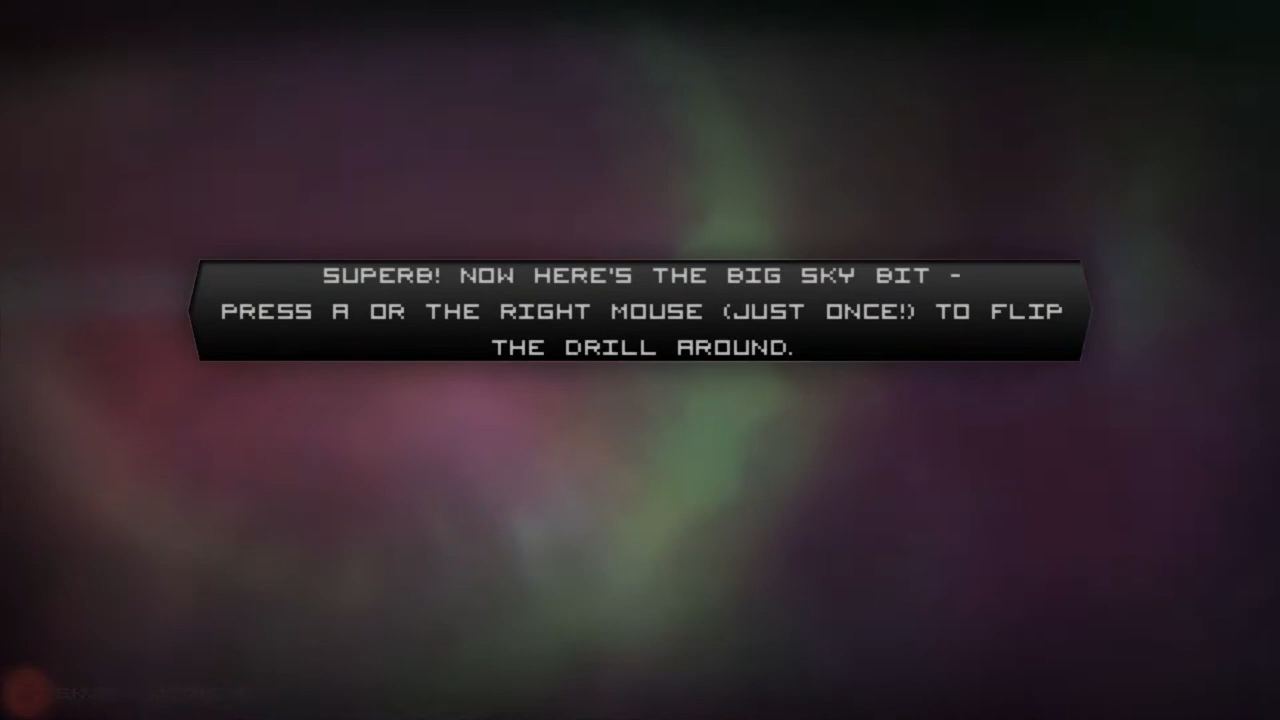 SUPERB! NOW HERE'S THE BIG SKY BIT -
PRESS A OR THE RIGHT MOUSE (JUST ONCE!) TO FLIP
THE DRILL AROUND.